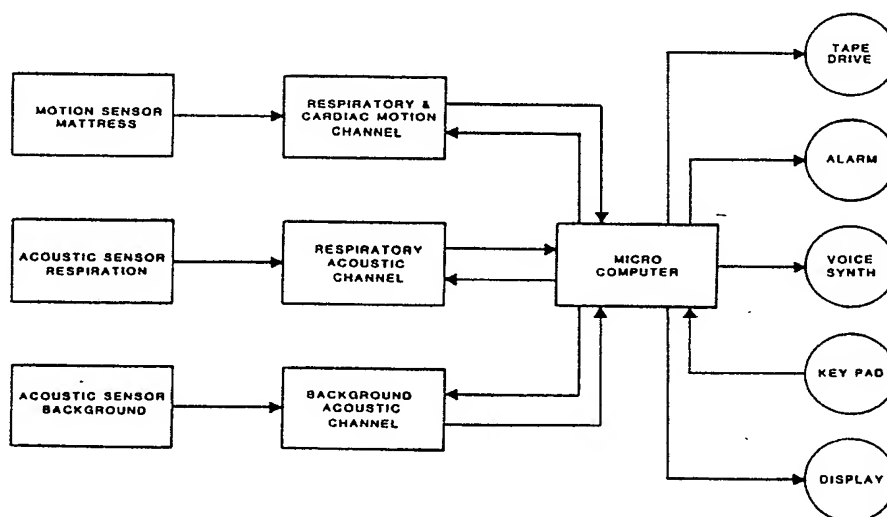 TAPE
DRIVE
MOTION SENSOR
MATTRESS
RESPIRATORY &
CARDIAC MOTION
CHANNEL
ALARM
ACOUSTIC SENSOR
RESPIRATION
RESPIRATORY
ACOUSTIC
CHANNEL
MICRO
COMPUTER
VOICE
SYNTH
KEY PAD
ACOUSTIC SENSOR
BACKGROUND
BACKGROUND
ACOUSTIC
CHANNEL
DISPLAY